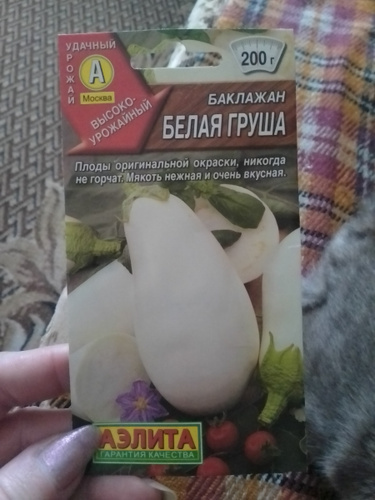 УДАЧНЫЙ
УРОЖАЙ
А
Москва
ВЫСОКО-
УРОЖАЙНЫЙ
200 г
БАКЛАЖАН
БЕЛАЯ ГРУША
Плоды оригинальной окраски, никогда
не горчат. Мякоть нежная и очень вкусная.
АЭЛИТА
ГАРАНТИЯ КАЧЕСТВА